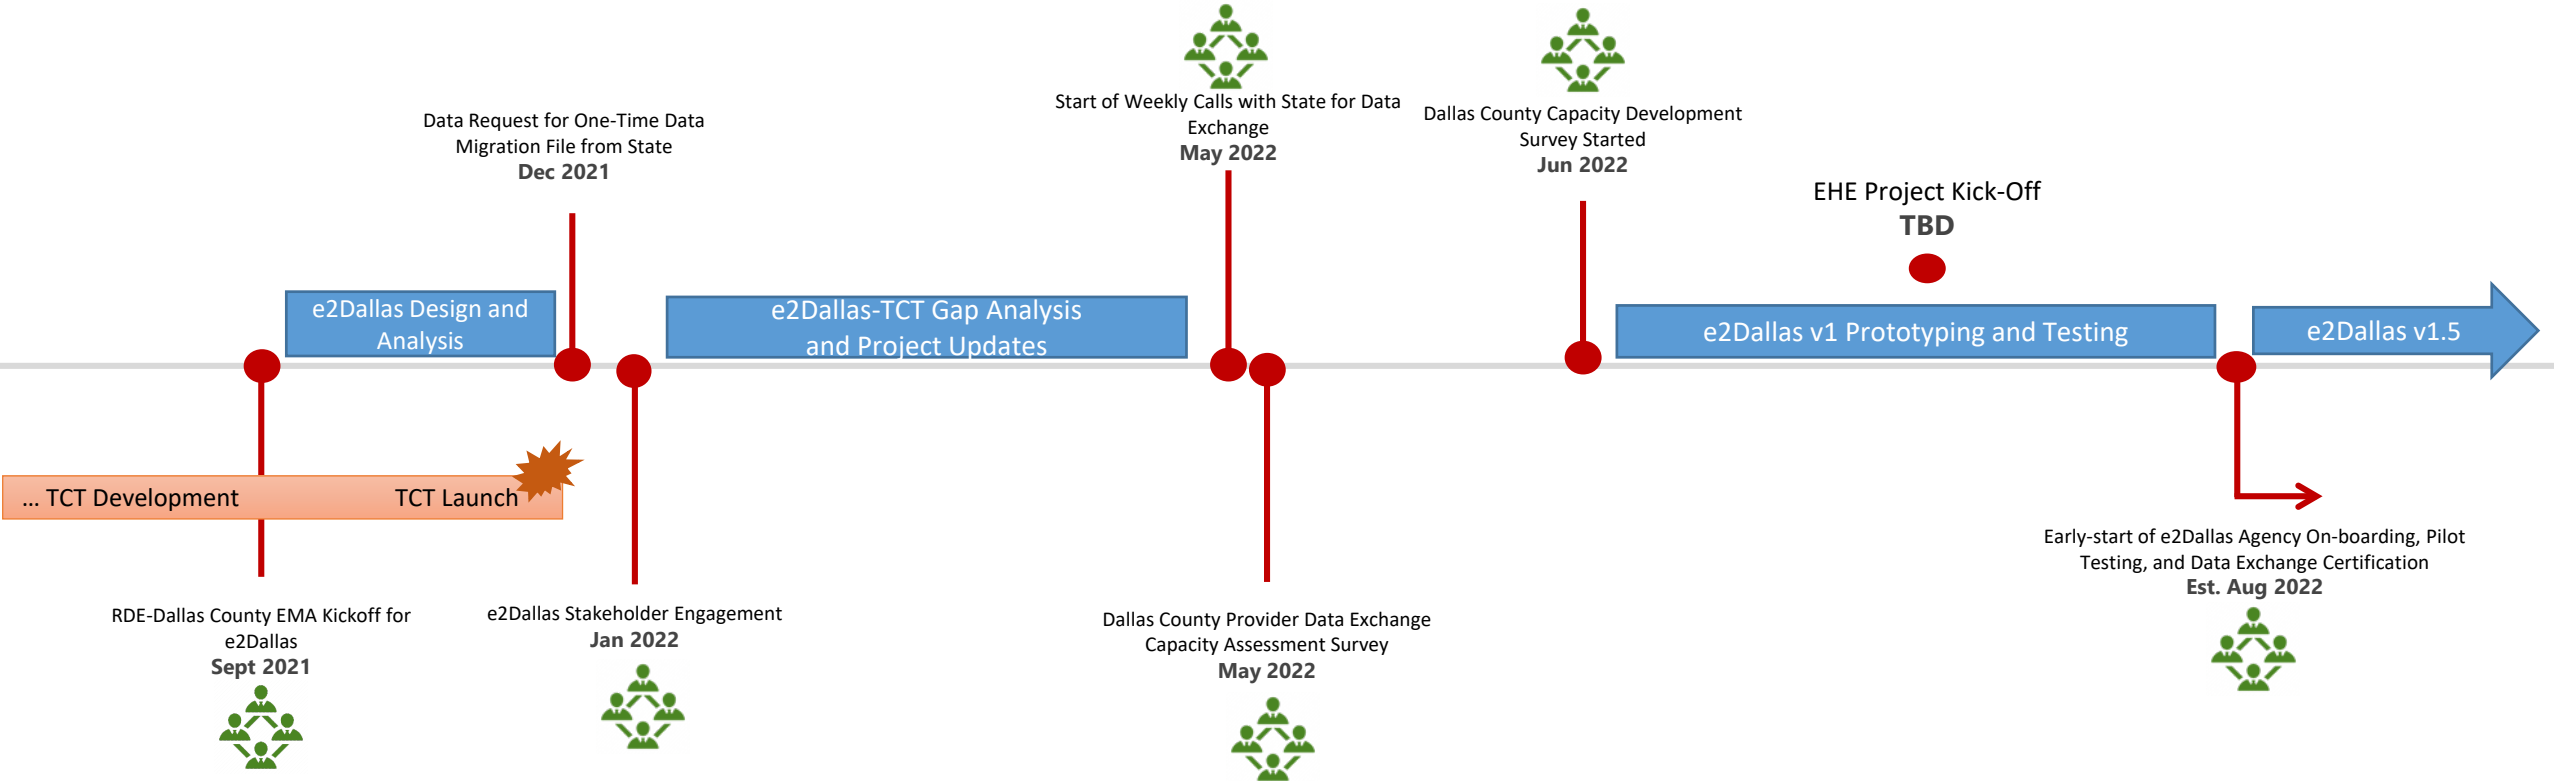 Start of Weekly Calls with State for Data
Exchange
May 2022
Dallas County Capacity Development
Survey Started
Jun 2022
Data Request for One-Time Data
Migration File from State
Dec 2021
EHE Project Kick-Off
TBD
e2Dallas Design and
Analysis
e2Dallas-TCT Gap Analysis
and Project Updates
e2Dallas v1 Prototyping and Testing
e2Dallas v1.5
... TCT Development
TCT Launch
RDE-Dallas County EMA Kickoff for
e2Dallas
Sept 2021
e2Dallas Stakeholder Engagement
Jan 2022
Dallas County Provider Data Exchange
Capacity Assessment Survey
May 2022
Early-start of e2Dallas Agency On-boarding, Pilot
Testing, and Data Exchange Certification
Est. Aug 2022